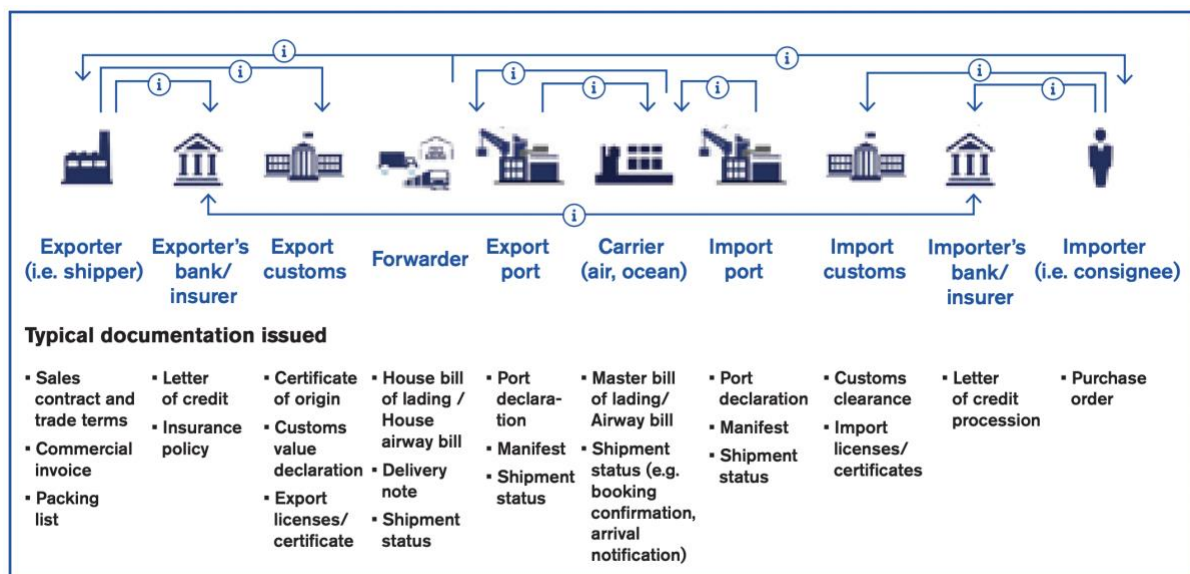 i
i
i
i
i
i
i
i
i
i
Exporter
(i.e. shipper)
Exporter's
bank/
insurer
Export
customs
Forwarder
Export
port
Carrier
(air, ocean)
Import
port
Import
customs
Importer's
bank/
insurer
Importer
(i.e. consignee)
Typical documentation issued
▪ Sales
contract and
trade terms
▪ Commercial
invoice
▪ Packing
list
▪ Letter
of credit
▪ Insurance
policy
▪ Certificate
of origin
▪ Customs
value
declaration
▪ Export
licenses/
certificate
▪ House bill
of lading /
House
airway bill
▪ Delivery
note
▪ Shipment
status
▪ Port
declara-
tion
▪ Manifest
▪ Shipment
status
▪ Master bill
of lading/
Airway bill
▪ Shipment
status (e.g.
booking
confirmation,
arrival
notification)
▪ Port
declaration
▪ Manifest
▪ Shipment
status
▪ Customs
clearance
▪ Import
licenses/
certificates
▪ Letter
of credit
procession
▪ Purchase
order